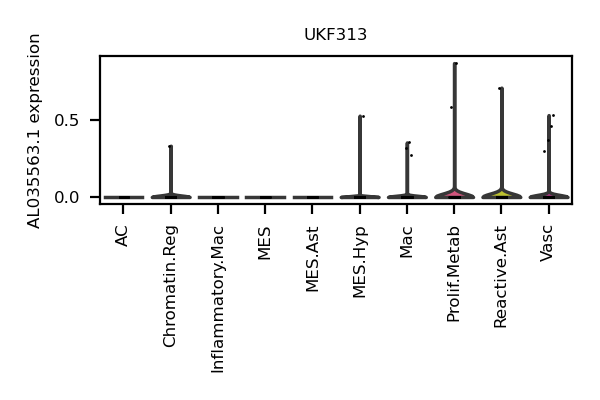 UKF313
AL035563.1 expression
0.5
0.0
AC
Chromatin.Reg
Inflammatory.Mac
MES
MES.Ast
MES.Hyp
Mac
Prolif.Metab
Reactive.Ast
Vasc